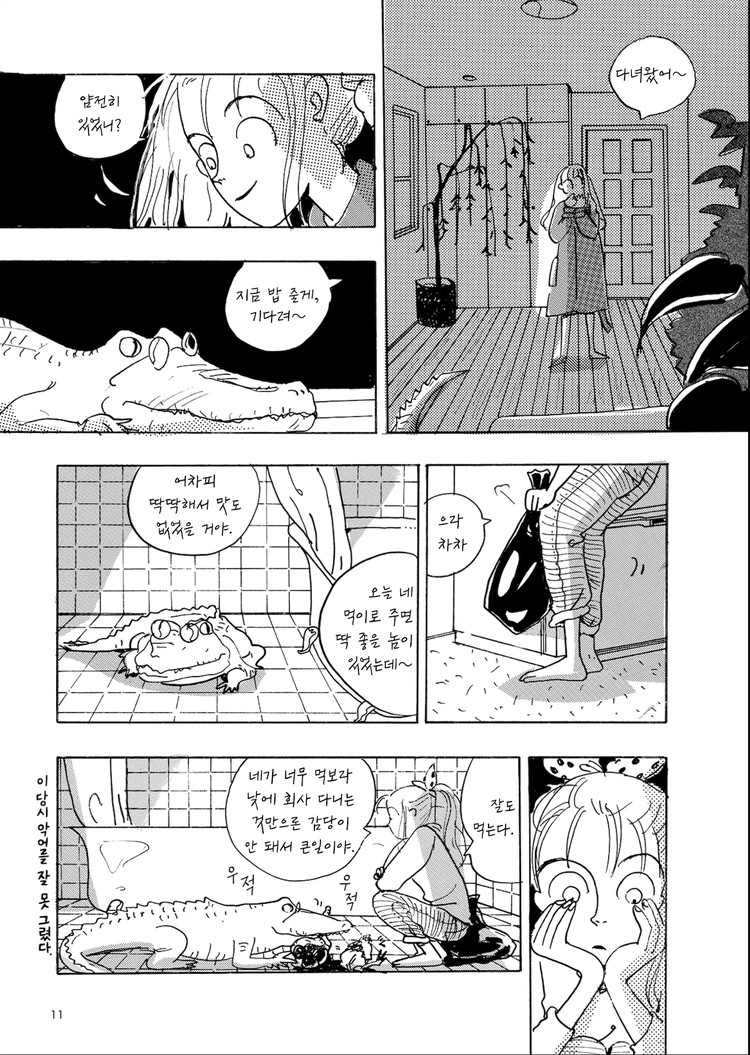 다녀왔어~
얌전히
있었니?
지금 밥 줄게,
기다려~
으라
차차
어차피
딱딱해서 맛도
없었을 거야.
오늘 네
먹이로 주면
딱 좋을 놈이
있었는데~
잘도
먹는다.
네가 너무 먹보라
낮에 회사 다니는
것만으론 감당이
안 돼서 큰일이야.
우적
우적
이 당시 악어를 잘 못 그렸다.
11